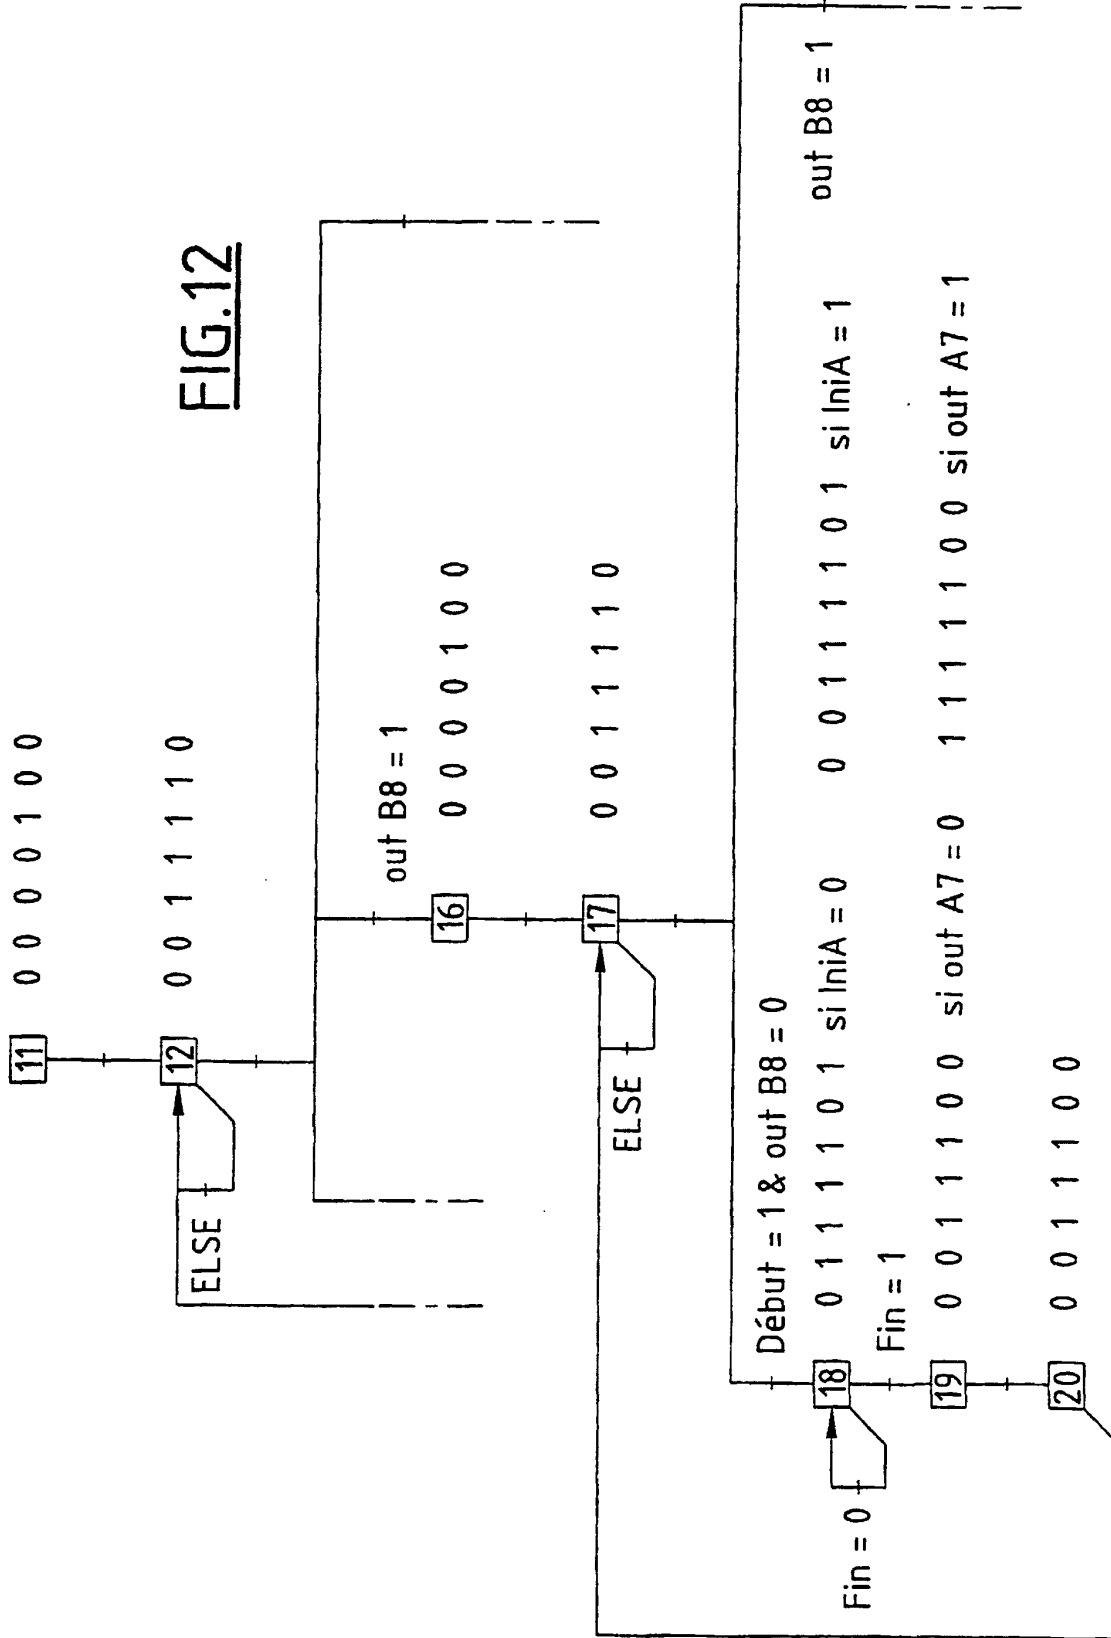 FIG.12
11 0 0 0 0 1 0 0
12 0 0 1 1 1 1 0
ELSE
out B8 = 1
16 0 0 0 0 1 0 0
17 0 0 1 1 1 1 0
ELSE
Début = 1 & out B8 = 0
out B8 = 1
18 0 1 1 1 1 0 1 si IniA = 0 0 0 1 1 1 1 0 1 si IniA = 1
Fin = 0
Fin = 1
19 0 0 1 1 1 0 0 si out A7 = 0 1 1 1 1 1 0 0 si out A7 = 1
20 0 0 1 1 1 0 0